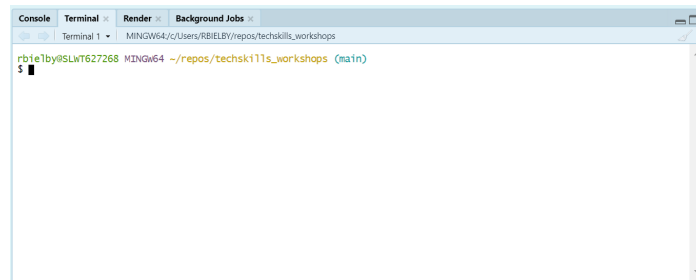 Console Terminal × Render × Background Jobs ×
Terminal 1 MINGW64:/c/Users/RBIELBY/repos/techskills_workshops
rbielby@SLWT627268 MINGW64 ~/repos/techskills_workshops (main)
$